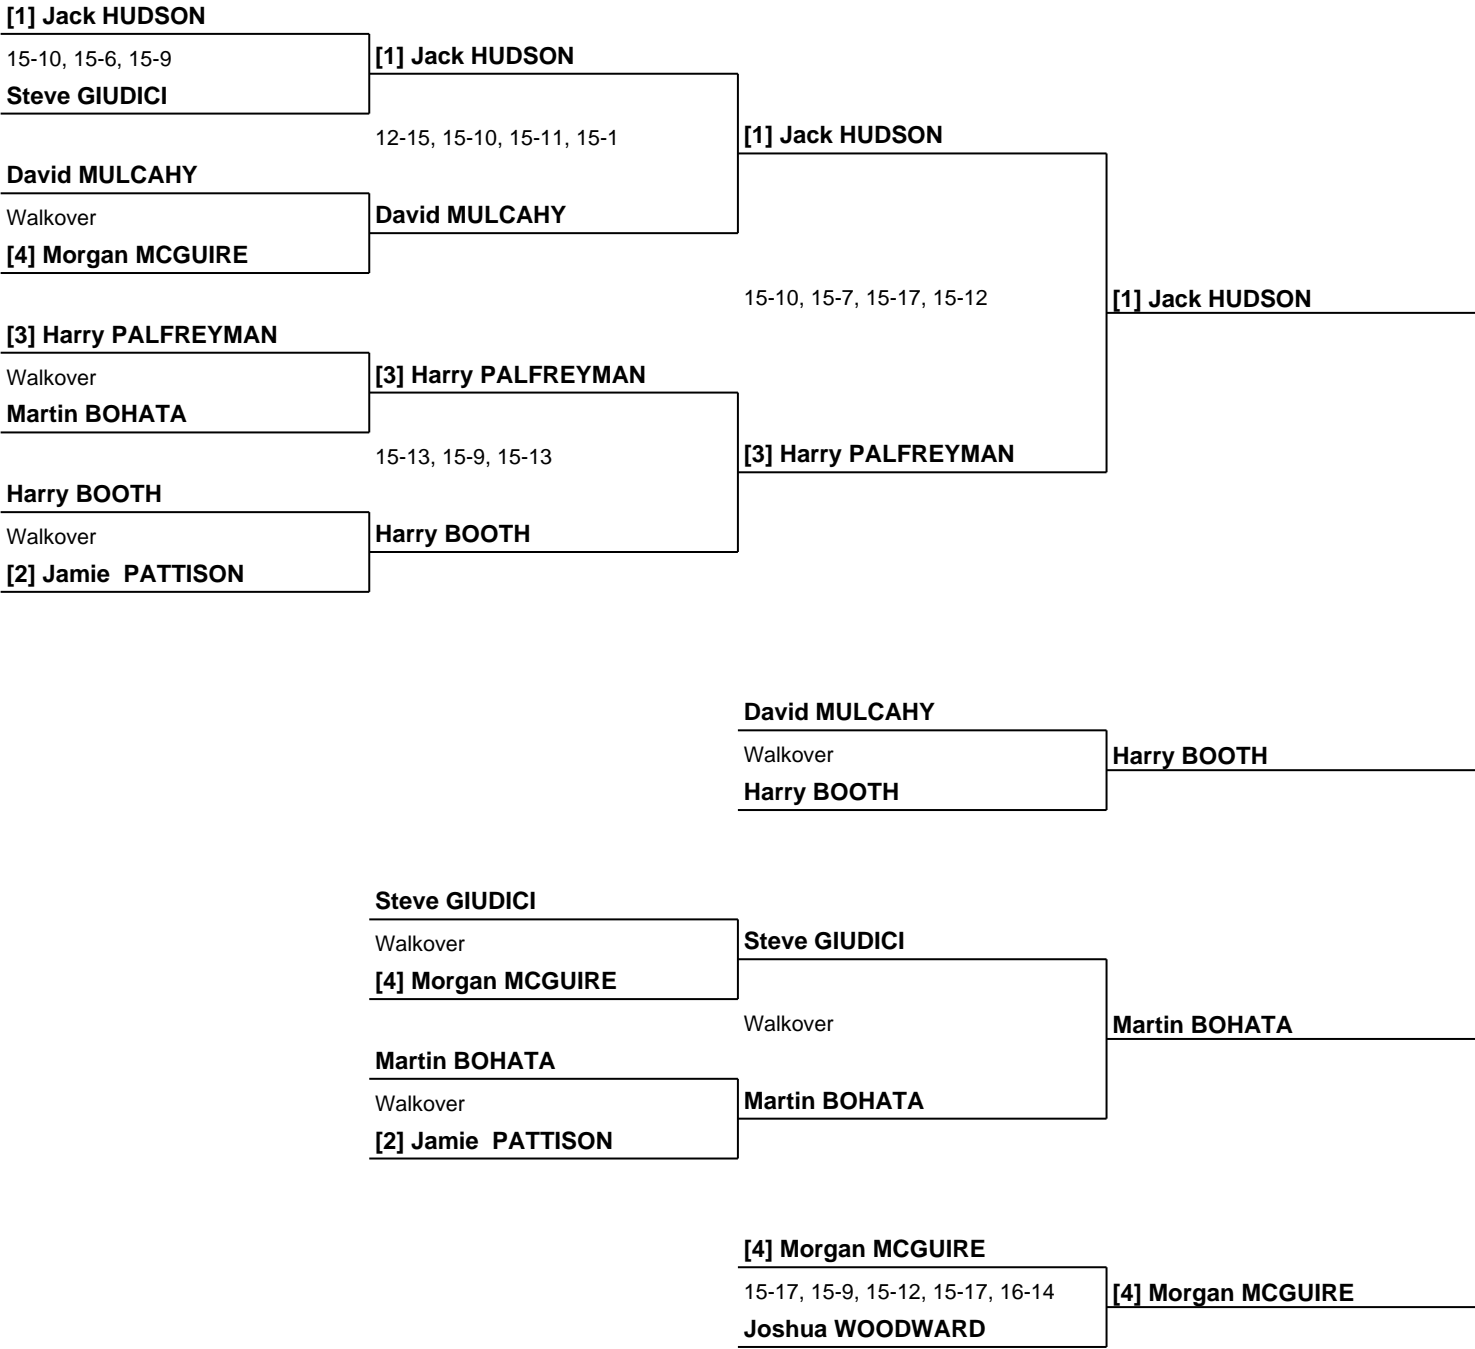 [1] Jack HUDSON
15-10, 15-6, 15-9
[1] Jack HUDSON
Steve GIUDICI
12-15, 15-10, 15-11, 15-1
[1] Jack HUDSON
David MULCAHY
Walkover
David MULCAHY
[4] Morgan MCGUIRE
15-10, 15-7, 15-17, 15-12
[1] Jack HUDSON
[3] Harry PALFREYMAN
Walkover
[3] Harry PALFREYMAN
Martin BOHATA
15-13, 15-9, 15-13
[3] Harry PALFREYMAN
Harry BOOTH
Walkover
Harry BOOTH
[2] Jamie  PATTISON
David MULCAHY
Walkover
Harry BOOTH
Harry BOOTH
Steve GIUDICI
Walkover
Steve GIUDICI
[4] Morgan MCGUIRE
Walkover
Martin BOHATA
Martin BOHATA
Walkover
Martin BOHATA
[2] Jamie  PATTISON
[4] Morgan MCGUIRE
15-17, 15-9, 15-12, 15-17, 16-14
[4] Morgan MCGUIRE
Joshua WOODWARD